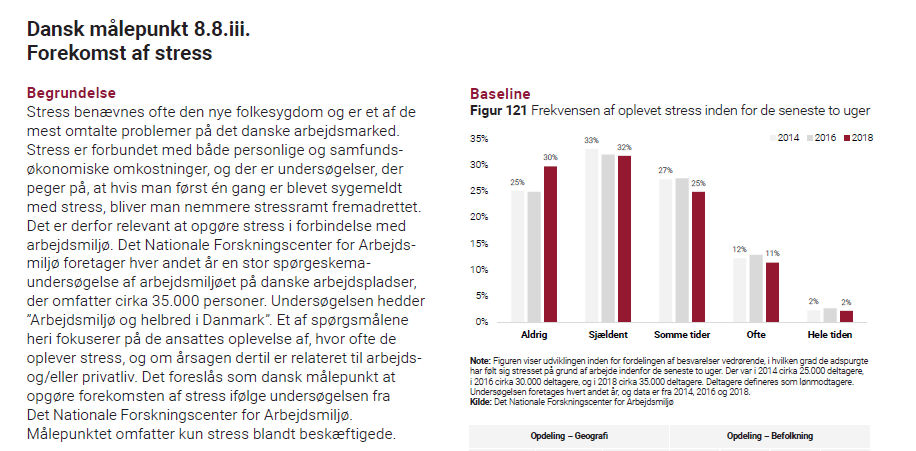 Dansk målepunkt 8.8.iii.
Forekomst af stress
Begrundelse
Stress benævnes ofte den nye folkesygdom og er et af de
mest omtalte problemer på det danske arbejdsmarked.
Stress er forbundet med både personlige og samfunds-
økonomiske omkostninger, og der er undersøgelser, der
peger på, at hvis man først én gang er blevet sygemeldt
med stress, bliver man nemmere stressramt fremadrettet.
Det er derfor relevant at opgøre stress i forbindelse med
arbejdsmiljø. Det Nationale Forskningscenter for Arbejds-
miljø foretager hver andet år en stor spørgeskema-
undersøgelse af arbejdsmiljøet på danske arbejdspladser,
der omfatter cirka 35.000 personer. Undersøgelsen hedder
”Arbejdsmiljø og helbred i Danmark”. Et af spørgsmålene
heri fokuserer på de ansattes oplevelse af, hvor ofte de
oplever stress, og om årsagen dertil er relateret til arbejds-
og/eller privatliv. Det foreslås som dansk målepunkt at
opgøre forekomsten af stress ifølge undersøgelsen fra
Det Nationale Forskningscenter for Arbejdsmiljø.
Målepunktet omfatter kun stress blandt beskæftigede.
Baseline
Figur 121 Frekvensen af oplevet stress inden for de seneste to uger
2014 2016 2018
35%
30%
25%
20%
15%
10%
5%
0%
25% 30%
33% 32%
27% 25%
12% 11%
2% 2%
Aldrig Sjældent Somme tider Ofte Hele tiden
Note: Figuren viser udviklingen inden for fordelingen af besvarelser vedrørende, i hvilken grad de adspurgte
har følt sig stresset på grund af arbejde indenfor de seneste to uger. Der var i 2014 cirka 25.000 deltagere,
i 2016 cirka 30.000 deltagere, og i 2018 cirka 35.000 deltagere. Deltagere defineres som lønmodtagere.
Undersøgelsen foretages hvert andet år, og data er fra 2014, 2016 og 2018.
Kilde: Det Nationale Forskningscenter for Arbejdsmiljø
Opdeling – Geografi Opdeling – Befolkning